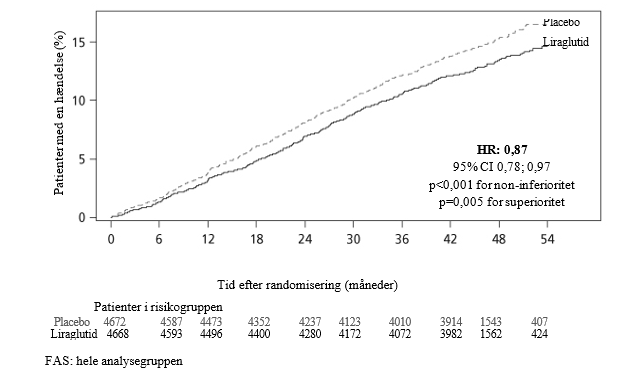 Placebo
Liraglutid
Patienter med en hændelse (%)
15
10
5
0
HR: 0,87
95% CI 0,78; 0,97
p<0,001 for non-inferioritet
p=0,005 for superioritet
0 6 12 18 24 30 36 42 48 54
Tid efter randomisering (måneder)
Patienter i risikogruppen
Placebo 4672 4587 4473 4352 4237 4123 4010 3914 1543 407
Liraglutid 4668 4593 4496 4400 4280 4172 4072 3982 1562 424
FAS: hele analysegruppen